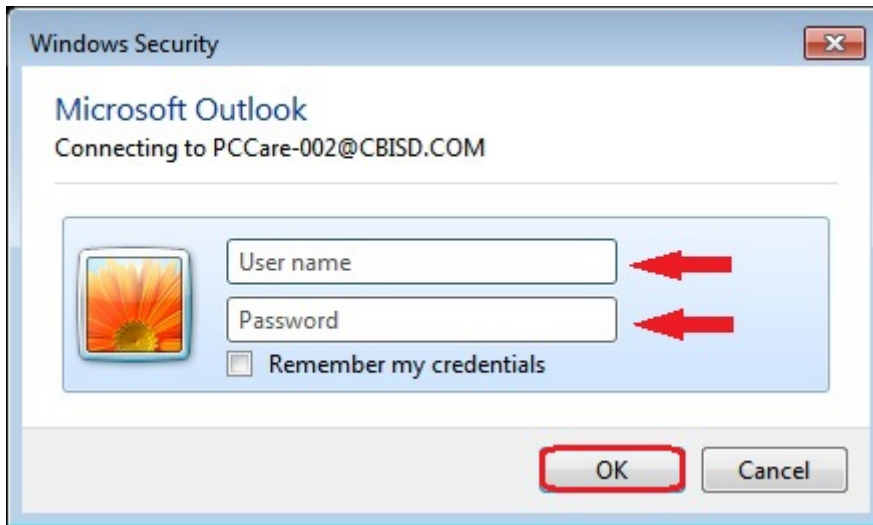 Windows Security
Microsoft Outlook
Connecting to PCCare-002@CBISD.COM
User name
Password
Remember my credentials
OK
Cancel